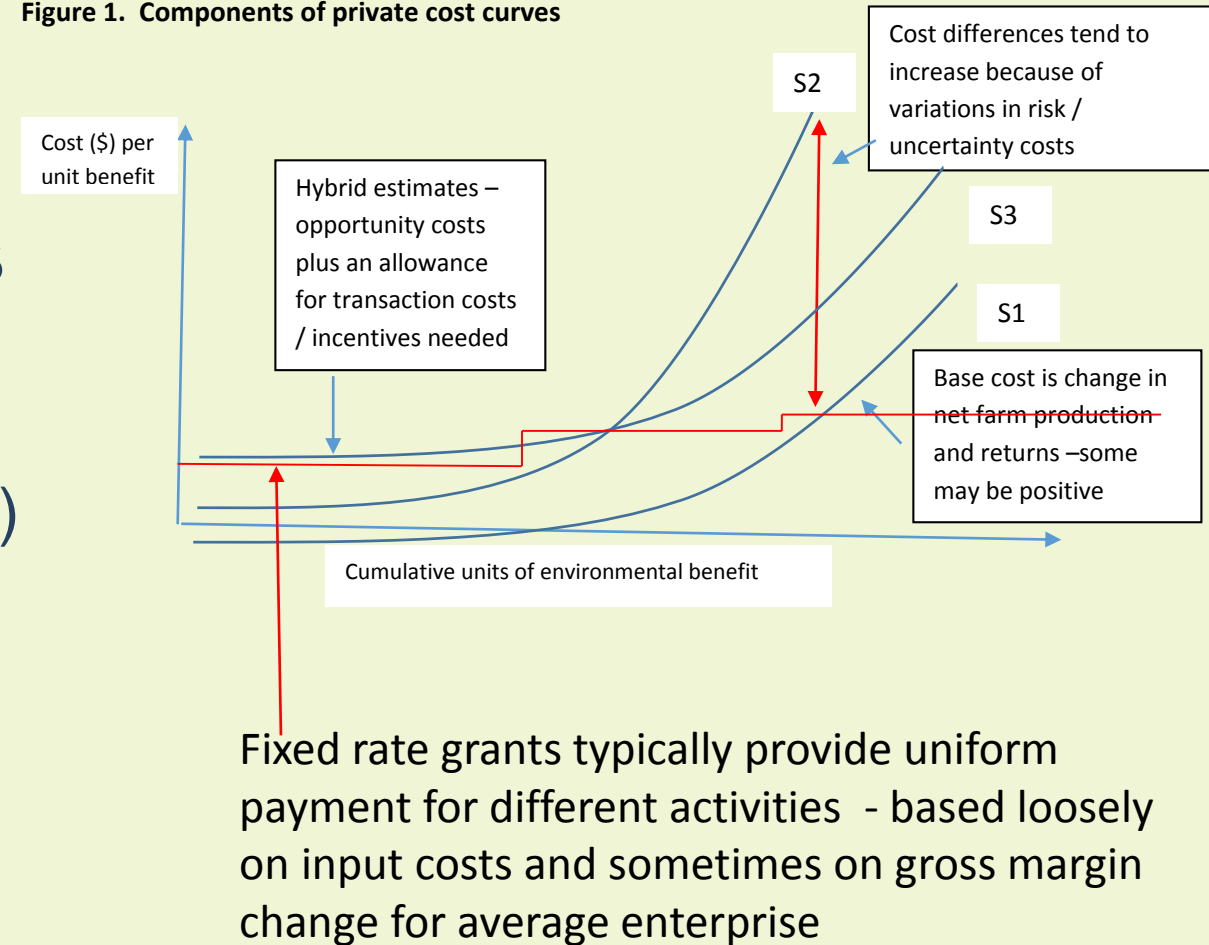 Figure 1.  Components of private cost curves
Cost ($) per
unit benefit
Hybrid estimates –
opportunity costs
plus an allowance
for transaction costs
/ incentives needed
S2
Cost differences tend to
increase because of
variations in risk /
uncertainty costs
S3
S1
Base cost is change in
net farm production
and returns –some
may be positive
s
)
Cumulative units of environmental benefit
Fixed rate grants typically provide uniform
payment for different activities  - based loosely
on input costs and sometimes on gross margin
change for average enterprise